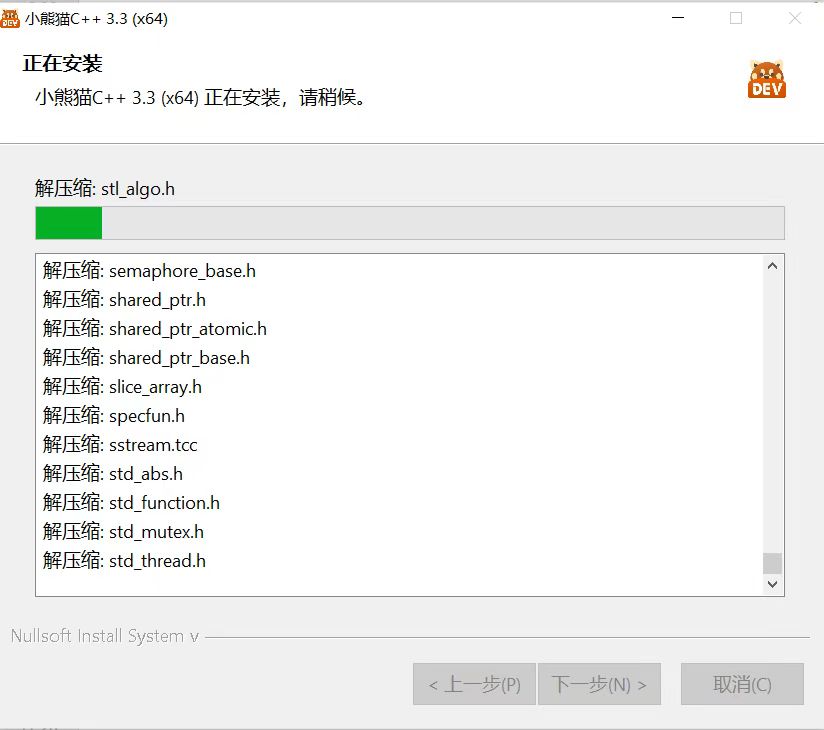 小熊猫C++ 3.3 (x64)
正在安装
小熊猫C++ 3.3 (x64) 正在安装，请稍候。
DEV
解压缩: stl_algo.h
解压缩: semaphore_base.h
解压缩: shared_ptr.h
解压缩: shared_ptr_atomic.h
解压缩: shared_ptr_base.h
解压缩: slice_array.h
解压缩: specfun.h
解压缩: sstream.tcc
解压缩: std_abs.h
解压缩: std_function.h
解压缩: std_mutex.h
解压缩: std_thread.h
Nullsoft Install System v
< 上一步(P) 下一步(N) > 取消(C)